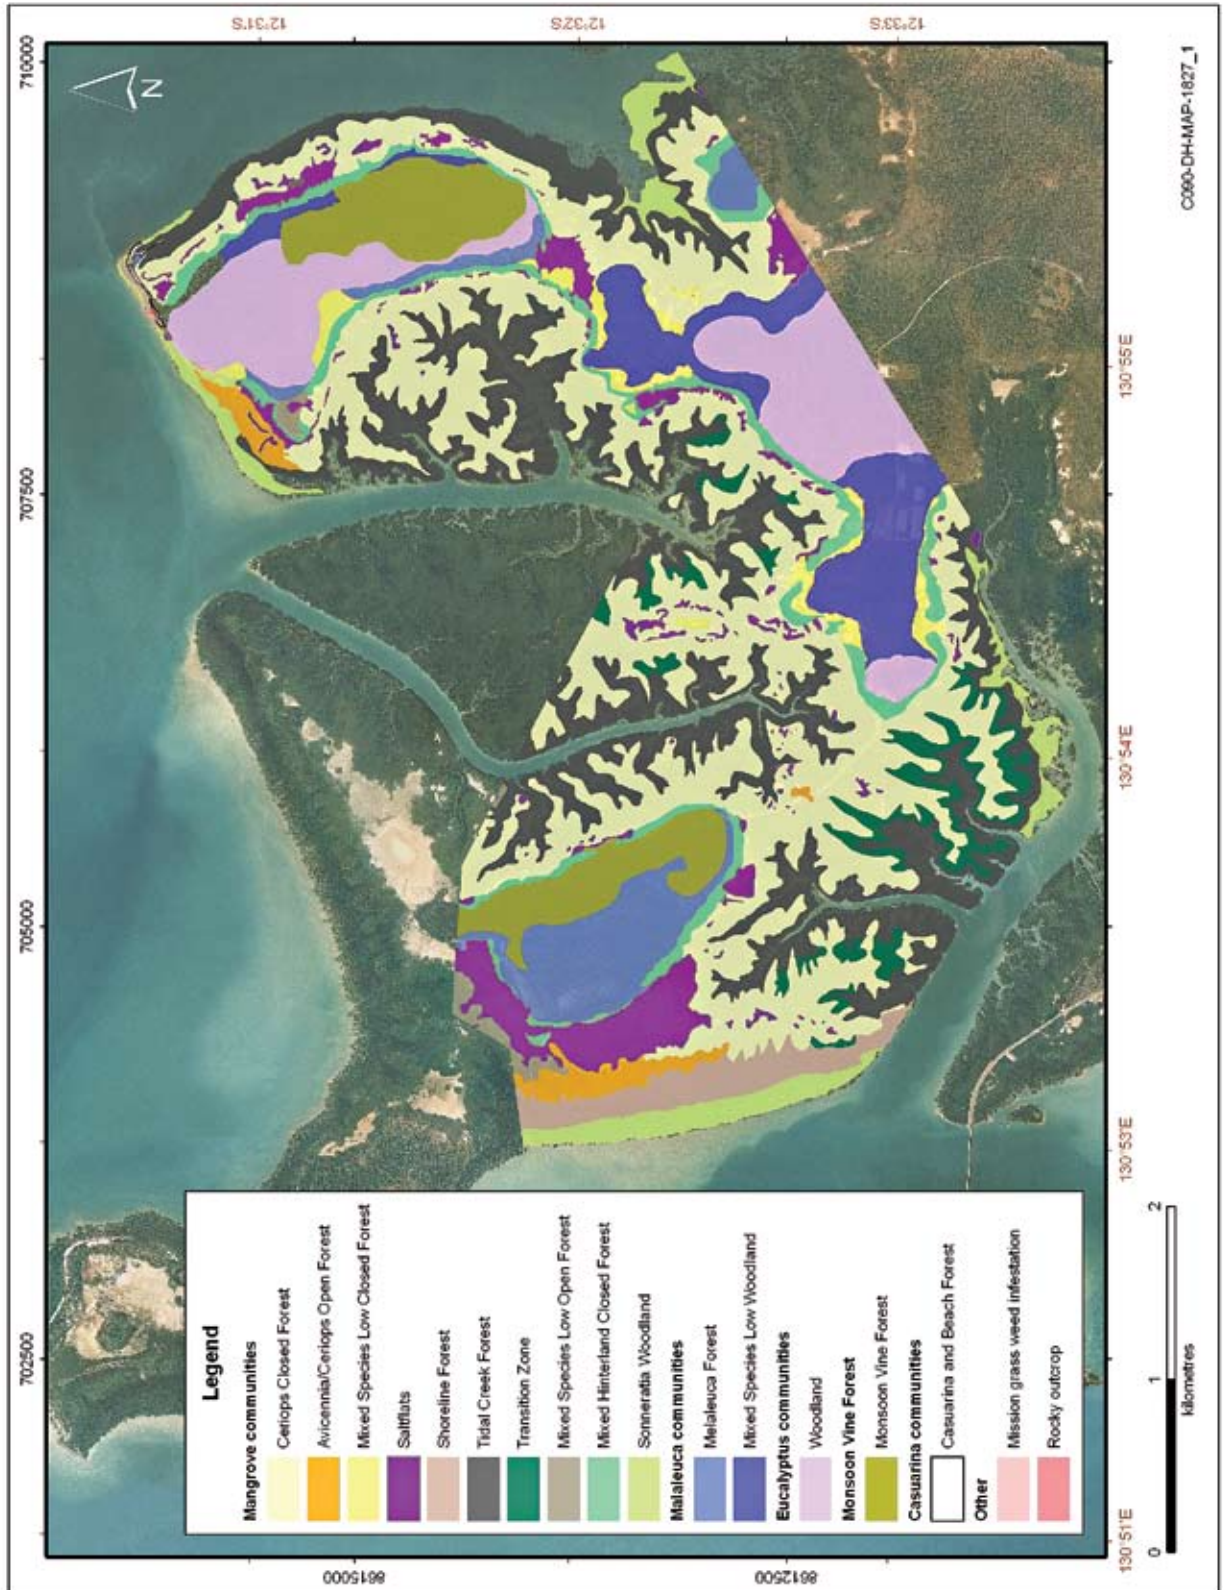 710000
707500
705000
702500
12°31'S
12°32'S
12°33'S
N
Legend
Mangrove communities
Ceriops Closed Forest
Avicennia/Ceriops Open Forest
Mixed Species Low Closed Forest
Saltflats
Shoreline Forest
Tidal Creek Forest
Transition Zone
Mixed Species Low Open Forest
Mixed Hinterland Closed Forest
Sonneratia Woodland
Malaleuca communities
Melaleuca Forest
Mixed Species Low Woodland
Eucalyptus communities
Woodland
Monsoon Vine Forest
Monsoon Vine Forest
Casuarina communities
Casuarina and Beach Forest
Other
Mission grass weed infestation
Rocky outcrop
8615000
8612500
130°51'E
130°53'E
130°54'E
130°55'E
0
1
2
kilometres
C090-DH-MAP-1827_1